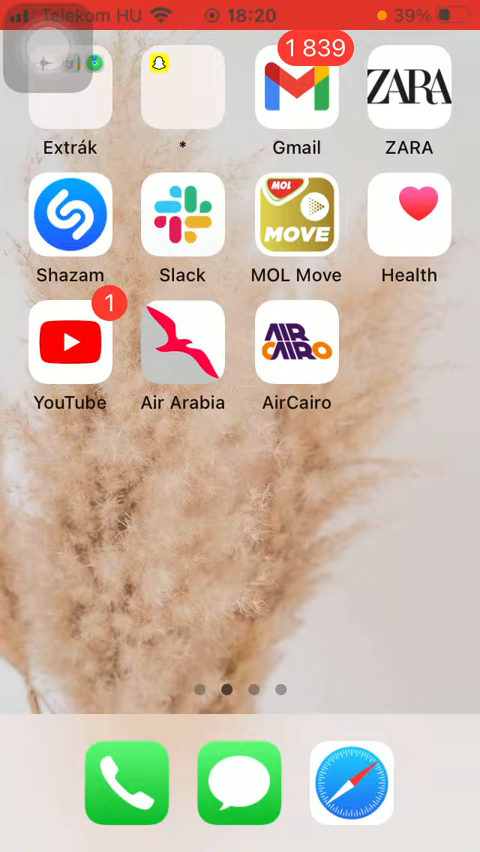 Telekom HU 18:20 39%
1 839
Extrák * Gmail ZARA
ZARA
MOL
MOVE
Shazam Slack MOL Move Health
1
AIR
CAIRO
YouTube Air Arabia AirCairo